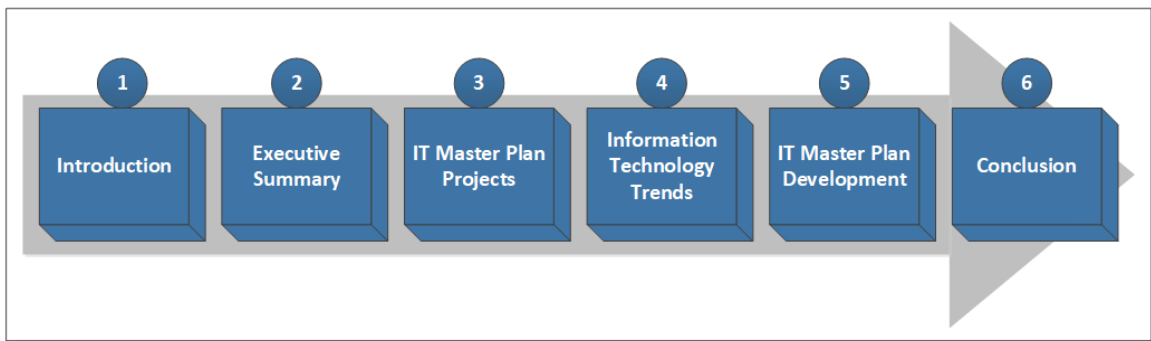 1
Introduction
2
Executive
Summary
3
IT Master Plan
Projects
4
Information
Technology
Trends
5
IT Master Plan
Development
6
Conclusion